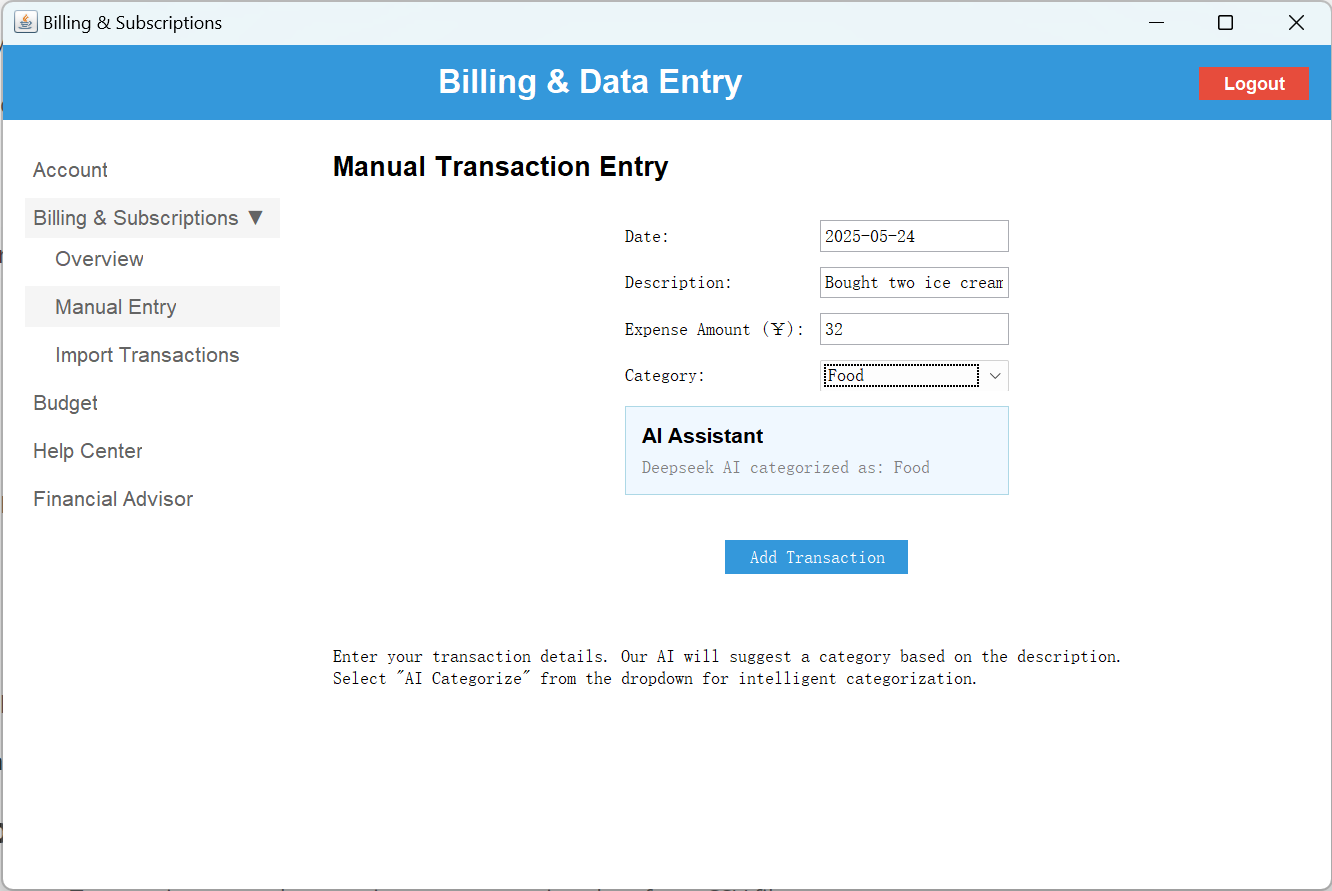 Billing & Subscriptions
Billing & Data Entry
Logout
Account
Billing & Subscriptions ▼
Overview
Manual Entry
Import Transactions
Budget
Help Center
Financial Advisor
Manual Transaction Entry
Date:
2025-05-24
Description:
Bought two ice cream
Expense Amount (¥):
32
Category:
Food
AI Assistant
Deepseek AI categorized as: Food
Add Transaction
Enter your transaction details. Our AI will suggest a category based on the description.
Select "AI Categorize" from the dropdown for intelligent categorization.